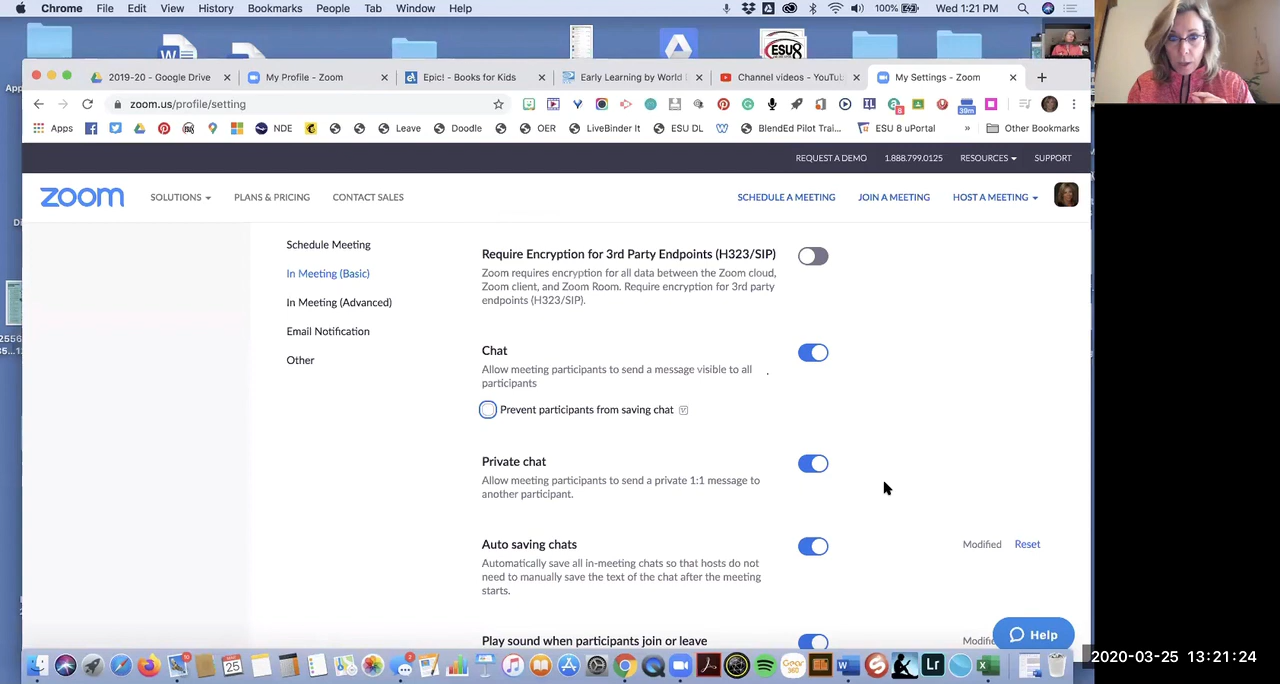 Chrome File Edit View History Bookmarks People Tab Window Help 100% Wed 1:21 PM
ESU8
2019-20 - Google Drive My Profile - Zoom Epic! - Books for Kids Early Learning by World Channel videos - YouTu My Settings - Zoom
zoom.us/profile/setting
Apps NDE Leave Doodle OER LiveBinder It ESU DL BlendEd Pilot Trai... ESU 8 uPortal » Other Bookmarks
REQUEST A DEMO 1.888.799.0125 RESOURCES SUPPORT
zoom SOLUTIONS PLANS & PRICING CONTACT SALES SCHEDULE A MEETING JOIN A MEETING HOST A MEETING
Schedule Meeting
In Meeting (Basic)
In Meeting (Advanced)
Email Notification
Other
Require Encryption for 3rd Party Endpoints (H323/SIP)
Zoom requires encryption for all data between the Zoom cloud,
Zoom client, and Zoom Room. Require encryption for 3rd party
endpoints (H323/SIP).
Chat
Allow meeting participants to send a message visible to all
participants
Prevent participants from saving chat
Private chat
Allow meeting participants to send a private 1:1 message to
another participant.
Auto saving chats Modified Reset
Automatically save all in-meeting chats so that hosts do not
need to manually save the text of the chat after the meeting
starts.
Play sound when participants join or leave
Help
2020-03-25 13:21:24